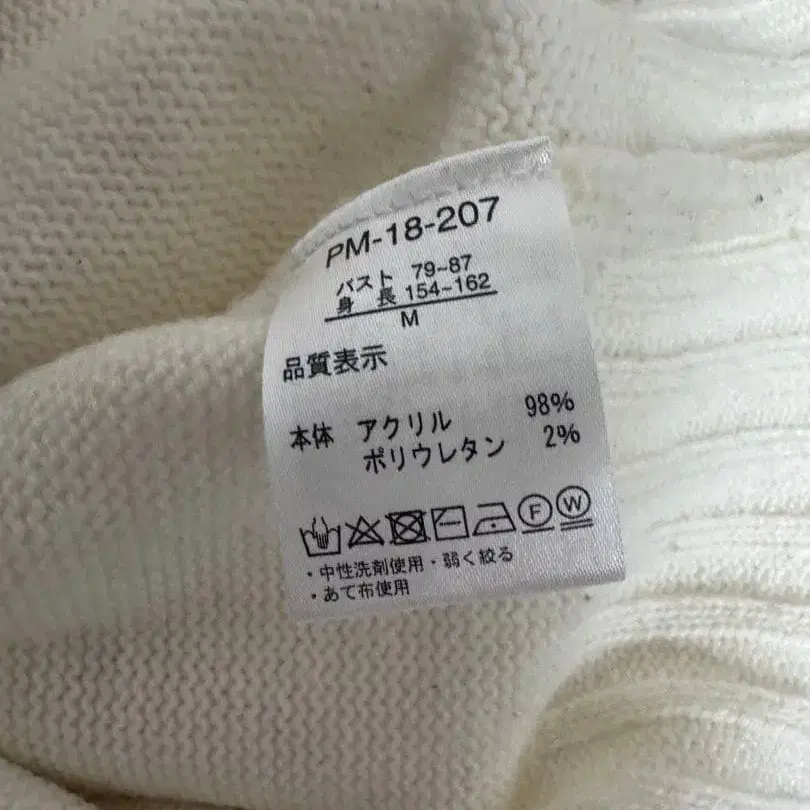 PM-18-207
バスト 79~87
身 長 154~162
M
品質表示
本体 アクリル 98%
ポリウレタン 2%
F W
・中性洗剤使用・弱く絞る
・あて布使用